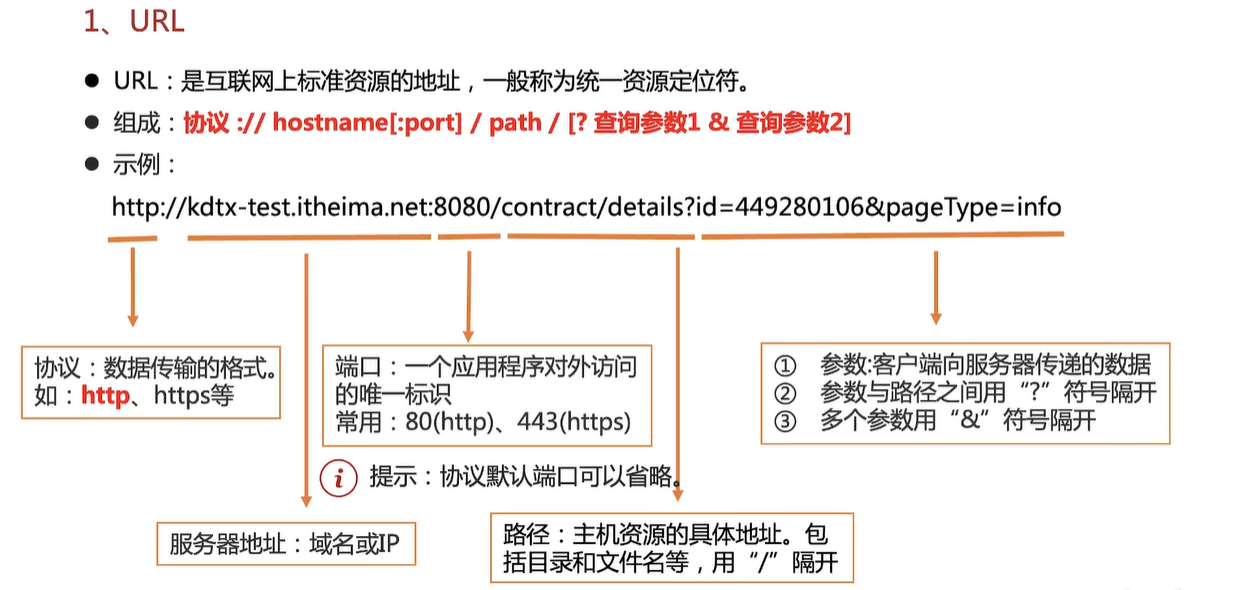 1、URL
● URL：是互联网上标准资源的地址，一般称为统一资源定位符。
● 组成：协议 :// hostname[:port] / path / [? 查询参数1 & 查询参数2]
● 示例：
http://kdtx-test.itheima.net:8080/contract/details?id=449280106&pageType=info
协议：数据传输的格式。
如：http、https等
端口：一个应用程序对外访问
的唯一标识
常用：80(http)、443(https)
① 参数:客户端向服务器传递的数据
② 参数与路径之间用“?”符号隔开
③ 多个参数用“&”符号隔开
i 提示：协议默认端口可以省略。
服务器地址：域名或IP
路径：主机资源的具体地址。包
括目录和文件名等，用“/”隔开